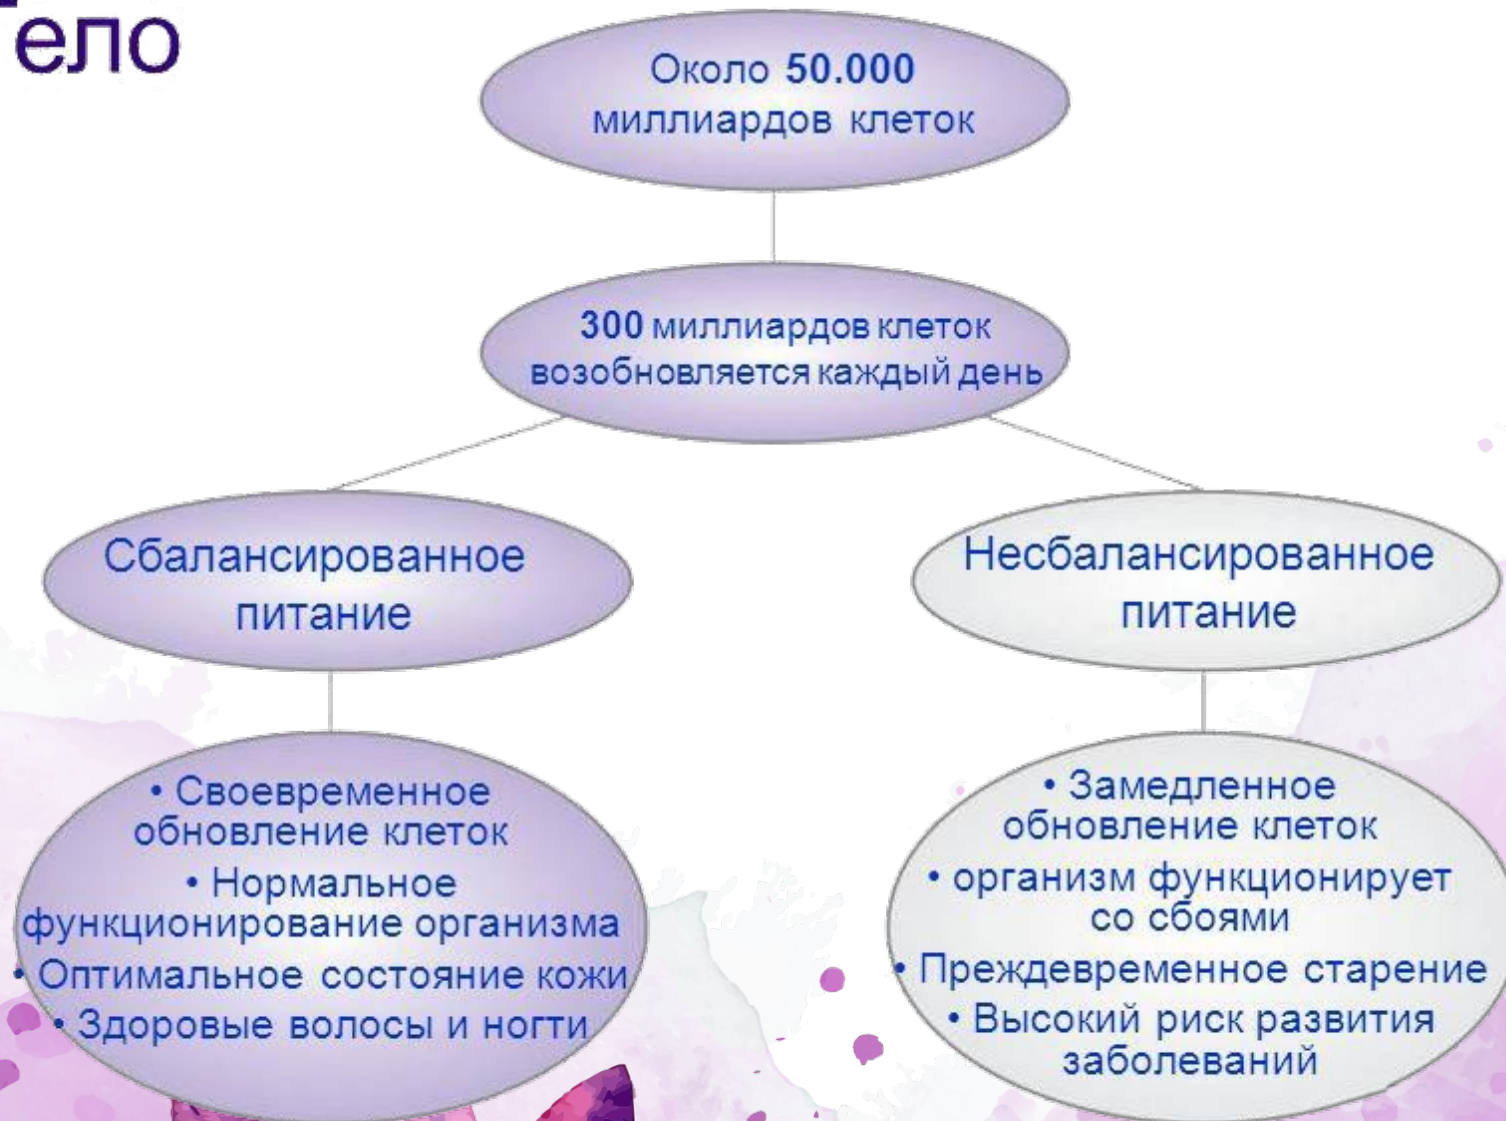 ело
Около 50.000
миллиардов клеток
300 миллиардов клеток
возобновляется каждый день
Сбалансированное
питание
Несбалансированное
питание
• Своевременное
обновление клеток
• Нормальное
функционирование организма
• Оптимальное состояние кожи
• Здоровые волосы и ногти
• Замедленное
обновление клеток
• организм функционирует
со сбоями
• Преждевременное старение
• Высокий риск развития
заболеваний